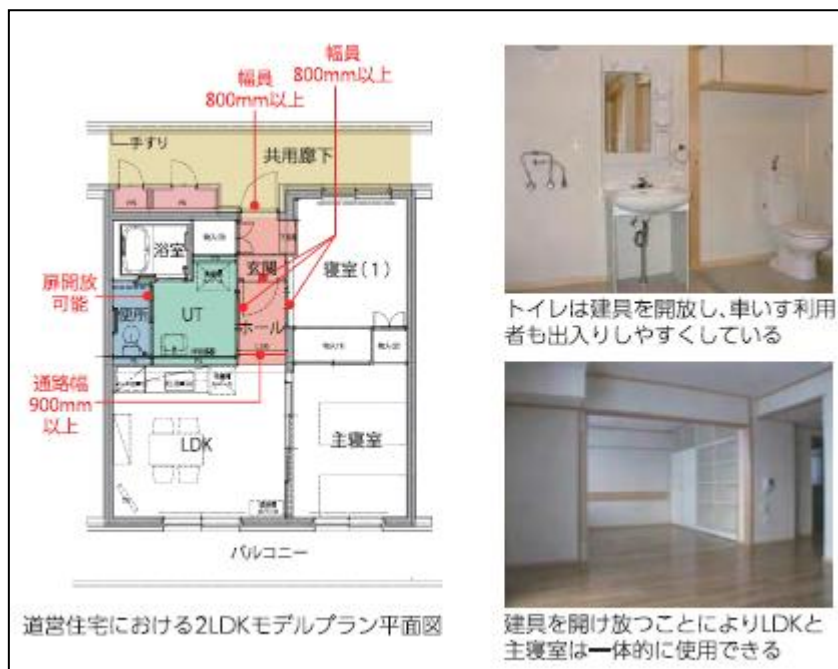 幅員
800mm以上
幅員
800mm以上
手すり
共用廊下
浴室
玄関
寝室(1)
扉開放
可能
便所
UT
ホール
通路幅
900mm
以上
LDK
主寝室
バルコニー
道営住宅における2LDKモデルプラン平面図
トイレは建具を開放し、車いす利用
者も出入りしやすくしている
建具を開け放つことによりLDKと
主寝室は一体的に使用できる